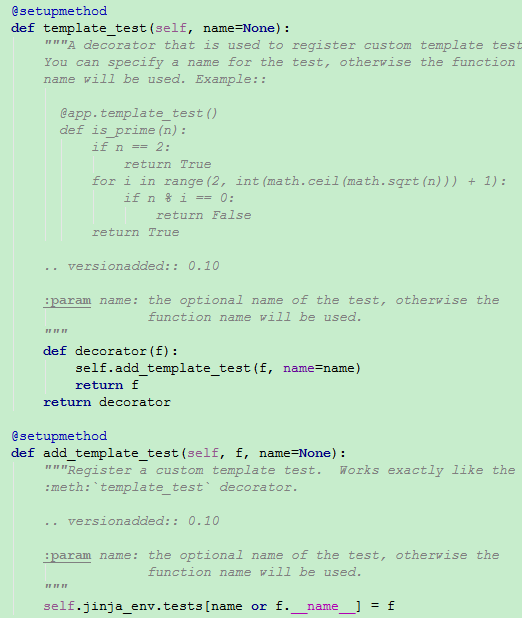 @setupmethod
def template_test(self, name=None):
    """A decorator that is used to register custom template test
    You can specify a name for the test, otherwise the function
    name will be used. Example::

      @app.template_test()
      def is_prime(n):
          if n == 2:
              return True
          for i in range(2, int(math.ceil(math.sqrt(n))) + 1):
              if n % i == 0:
                  return False
          return True

    .. versionadded:: 0.10

    :param name: the optional name of the test, otherwise the
                 function name will be used.
    """
    def decorator(f):
        self.add_template_test(f, name=name)
        return f
    return decorator

@setupmethod
def add_template_test(self, f, name=None):
    """Register a custom template test.  Works exactly like the
    :meth:`template_test` decorator.

    .. versionadded:: 0.10

    :param name: the optional name of the test, otherwise the
                 function name will be used.
    """
    self.jinja_env.tests[name or f.__name__] = f